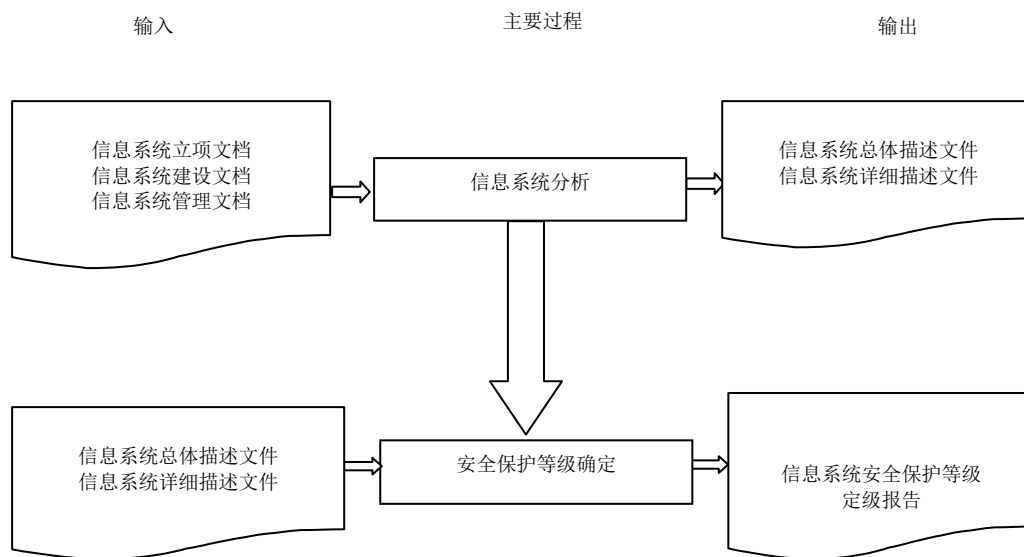 输入
主要过程
输出
信息系统立项文档
信息系统建设文档
信息系统管理文档
信息系统分析
信息系统总体描述文件
信息系统详细描述文件
信息系统总体描述文件
信息系统详细描述文件
安全保护等级确定
信息系统安全保护等级
定级报告